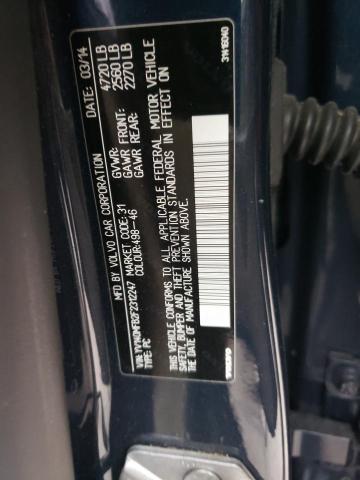 MFD BY VOLVO CAR CORPORATION
DATE: 03/14
VIN: YV1612FB2F2312247
MARKET CODE: 31
GVWR: 4720 LB
TYPE: PC
COLOUR: 498-46
GAWR FRONT: 2560 LB
GAWR REAR: 2270 LB
THIS VEHICLE CONFORMS TO ALL APPLICABLE FEDERAL MOTOR VEHICLE
SAFETY, BUMPER AND THEFT PREVENTION STANDARDS IN EFFECT ON
THE DATE OF MANUFACTURE SHOWN ABOVE.
VOLVO
31418040